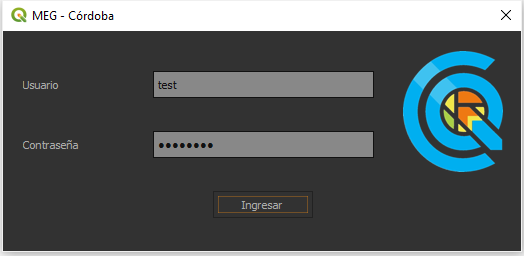 MEG - Córdoba
Usuario
test
Contraseña
••••••••
Ingresar